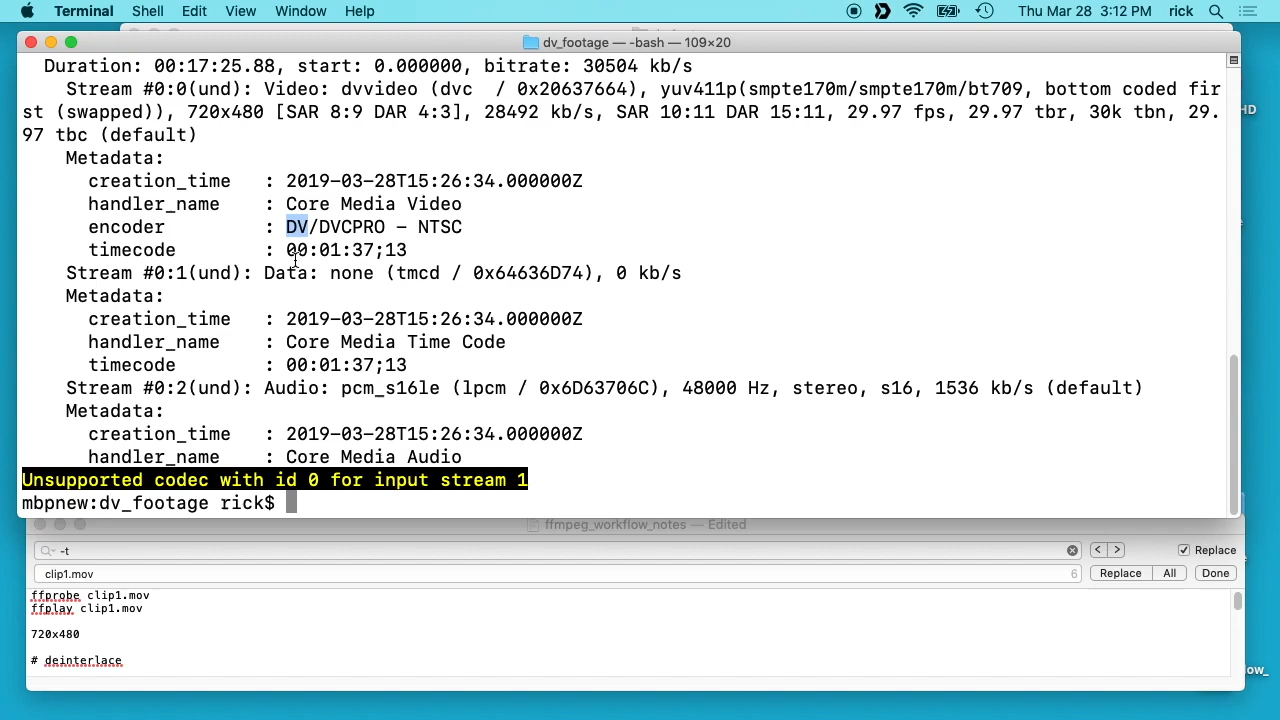 Terminal Shell Edit View Window Help Thu Mar 28 3:12 PM rick
dv_footage — -bash — 109×20
Duration: 00:17:25.88, start: 0.000000, bitrate: 30504 kb/s
Stream #0:0(und): Video: dvvideo (dvc  / 0x20637664), yuv411p(smpte170m/smpte170m/bt709, bottom coded fir
st (swapped)), 720x480 [SAR 8:9 DAR 4:3], 28492 kb/s, SAR 10:11 DAR 15:11, 29.97 fps, 29.97 tbr, 30k tbn, 29.
97 tbc (default)
Metadata:
creation_time   : 2019-03-28T15:26:34.000000Z
handler_name    : Core Media Video
encoder         : DV/DVCPRO - NTSC
timecode        : 00:01:37;13
Stream #0:1(und): Data: none (tmcd / 0x64636D74), 0 kb/s
Metadata:
creation_time   : 2019-03-28T15:26:34.000000Z
handler_name    : Core Media Time Code
timecode        : 00:01:37;13
Stream #0:2(und): Audio: pcm_s16le (lpcm / 0x6D63706C), 48000 Hz, stereo, s16, 1536 kb/s (default)
Metadata:
creation_time   : 2019-03-28T15:26:34.000000Z
handler_name    : Core Media Audio
Unsupported codec with id 0 for input stream 1
mbpnew:dv_footage rick$
HD
ffmpeg_workflow_notes — Edited
-t Replace
clip1.mov 6 Replace All Done
ffprobe clip1.mov
ffplay clip1.mov
720x480
# deinterlace
low_